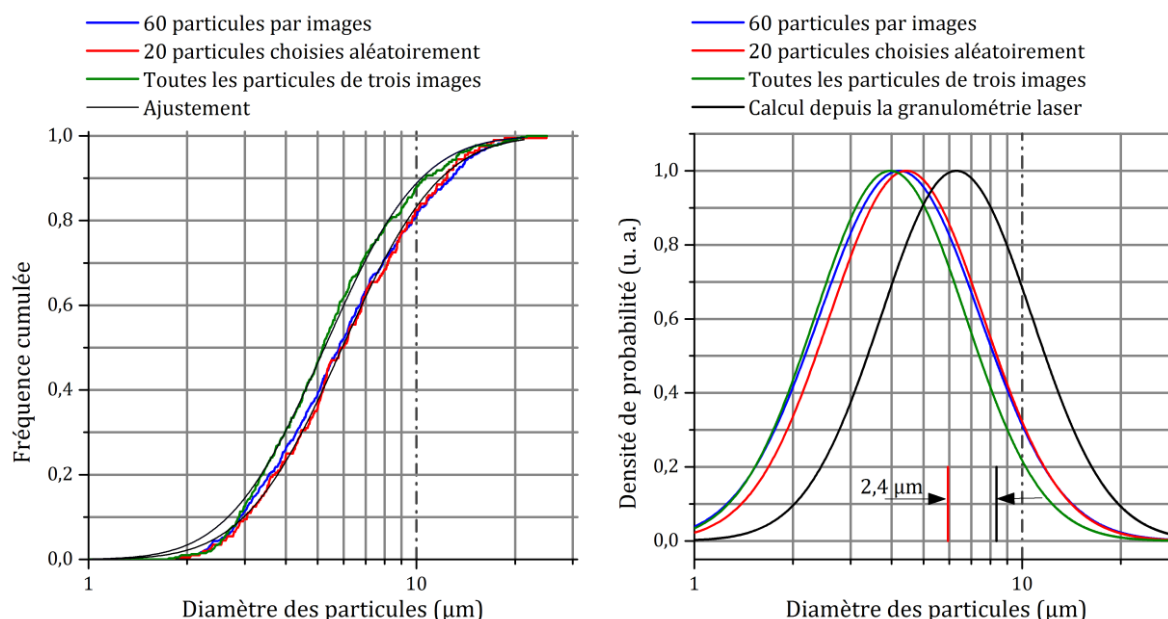 60 particules par images
20 particules choisies aléatoirement
Toutes les particules de trois images
Ajustement
Fréquence cumulée
1,0
0,8
0,6
0,4
0,2
0,0
1
10
Diamètre des particules (µm)
60 particules par images
20 particules choisies aléatoirement
Toutes les particules de trois images
Calcul depuis la granulométrie laser
Densité de probabilité (u. a.)
1,0
0,8
0,6
0,4
0,2
0,0
2,4 µm
1
10
Diamètre des particules (µm)